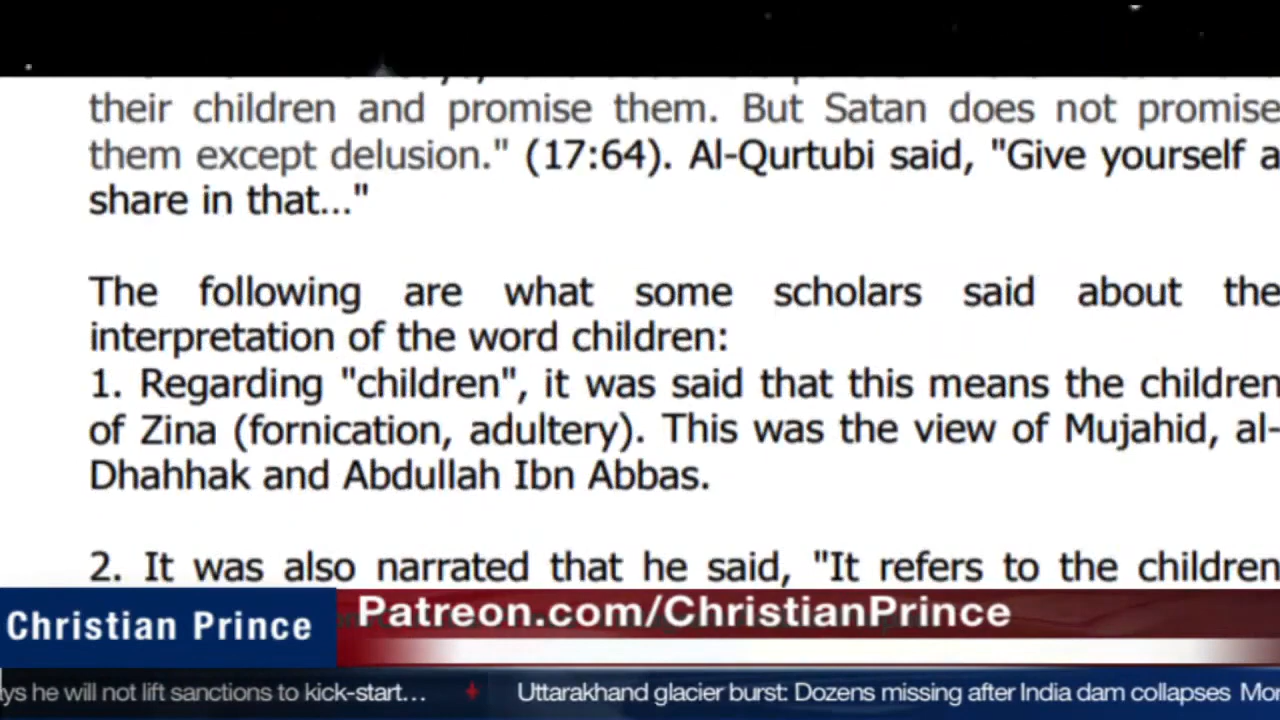 their children and promise them. But Satan does not promise
them except delusion." (17:64). Al-Qurtubi said, "Give yourself a
share in that..."
The following are what some scholars said about the
interpretation of the word children:
1. Regarding "children", it was said that this means the children
of Zina (fornication, adultery). This was the view of Mujahid, al-
Dhahhak and Abdullah Ibn Abbas.
2. It was also narrated that he said, "It refers to the children
Patreon.com/ChristianPrince
Christian Prince
ys he will not lift sanctions to kick-start... Uttarakhand glacier burst: Dozens missing after India dam collapses Mor